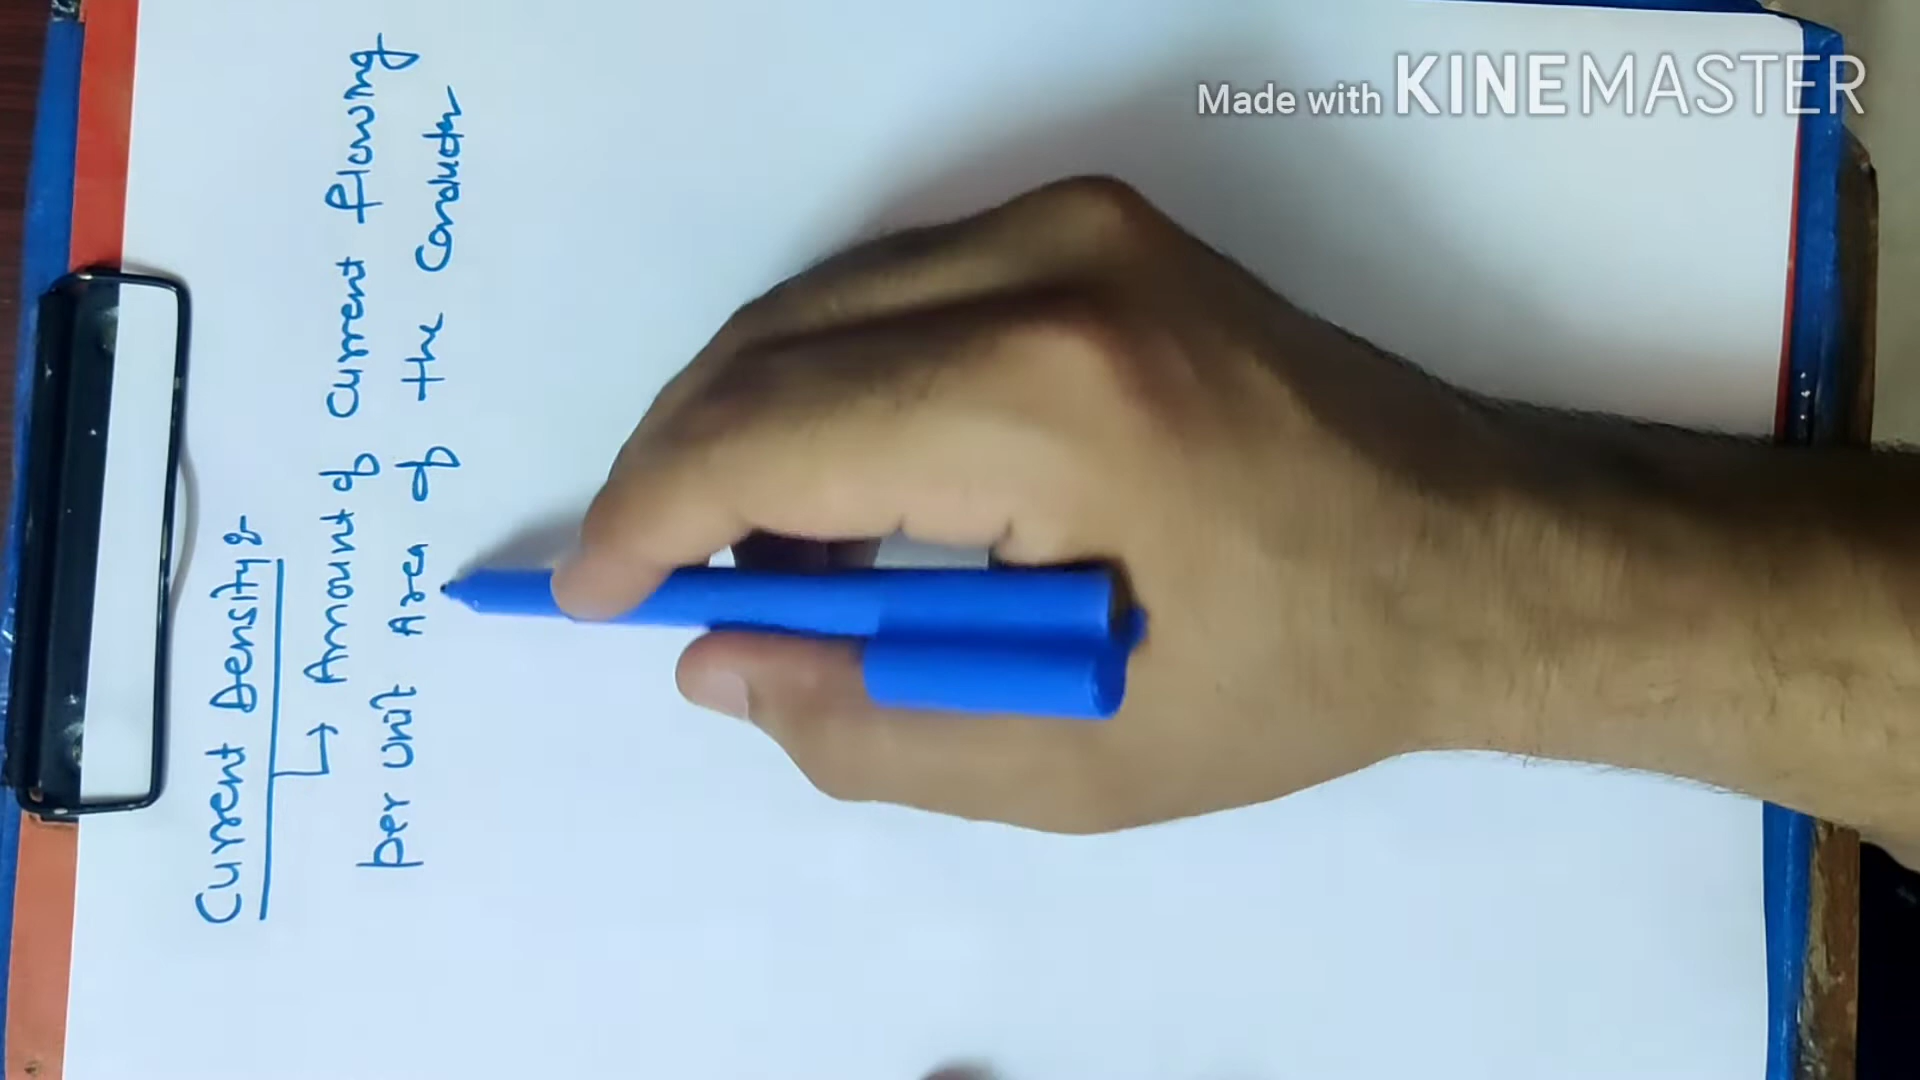 Current Density :-
↳ Amount of Current flowing
per unit Area of the Conductor
Made with KINEMASTER